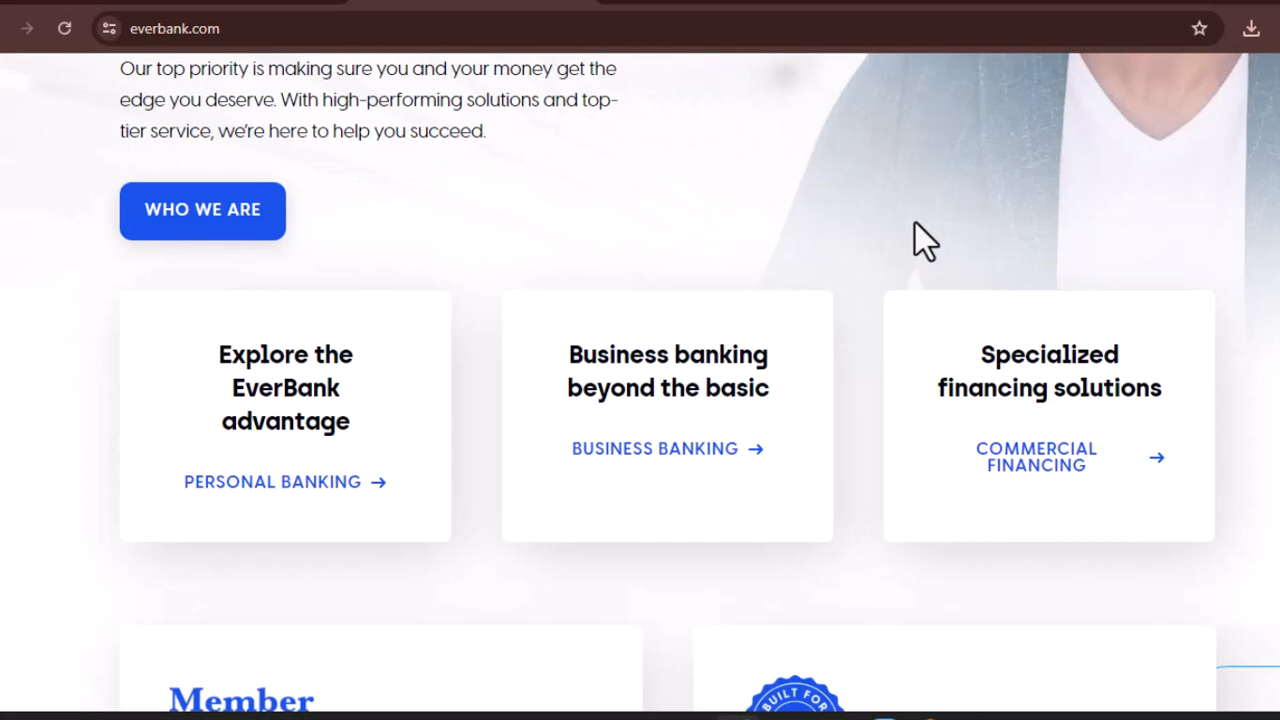 everbank.com
Our top priority is making sure you and your money get the
edge you deserve. With high-performing solutions and top-
tier service, we're here to help you succeed.
WHO WE ARE
Explore the
EverBank
advantage
PERSONAL BANKING
Business banking
beyond the basic
BUSINESS BANKING
Specialized
financing solutions
COMMERCIAL
FINANCING
Member
BUILT FOR